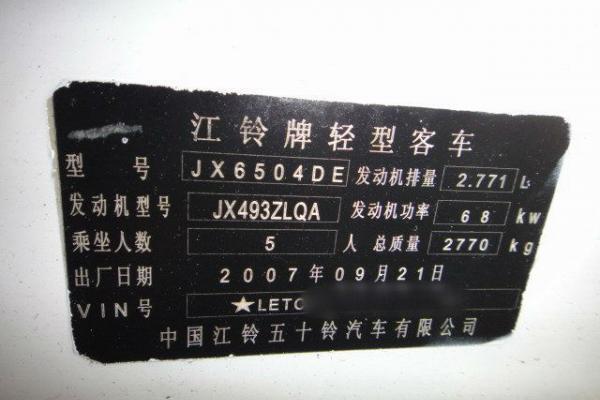 江铃牌轻型客车
型 号 JX6504DE 发动机排量 2.771 L
发动机型号 JX493ZLQA 发动机功率 68 kw
乘坐人数 5 人 总质量 2770 kg
出厂日期 2007年09月21日
VIN号 ★LETC
中国江铃五十铃汽车有限公司